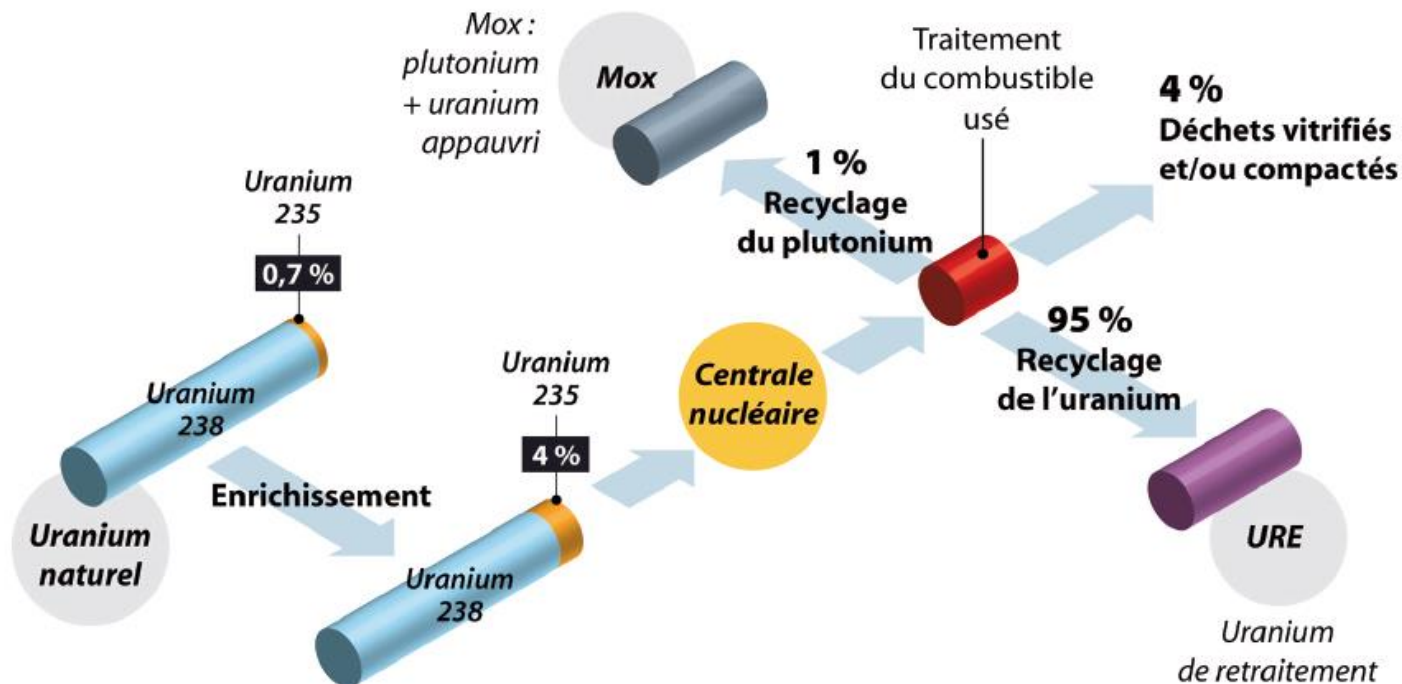 Mox :
plutonium
+ uranium
appauvri
Mox
Traitement
du combustible
usé
4 %
Déchets vitrifiés
et/ou compactés
1 %
Recyclage
du plutonium
Uranium
235
0,7 %
Uranium
238
Uranium
naturel
Enrichissement
Uranium
235
4 %
Uranium
238
Centrale
nucléaire
95 %
Recyclage
de l'uranium
URE
Uranium
de retraitement